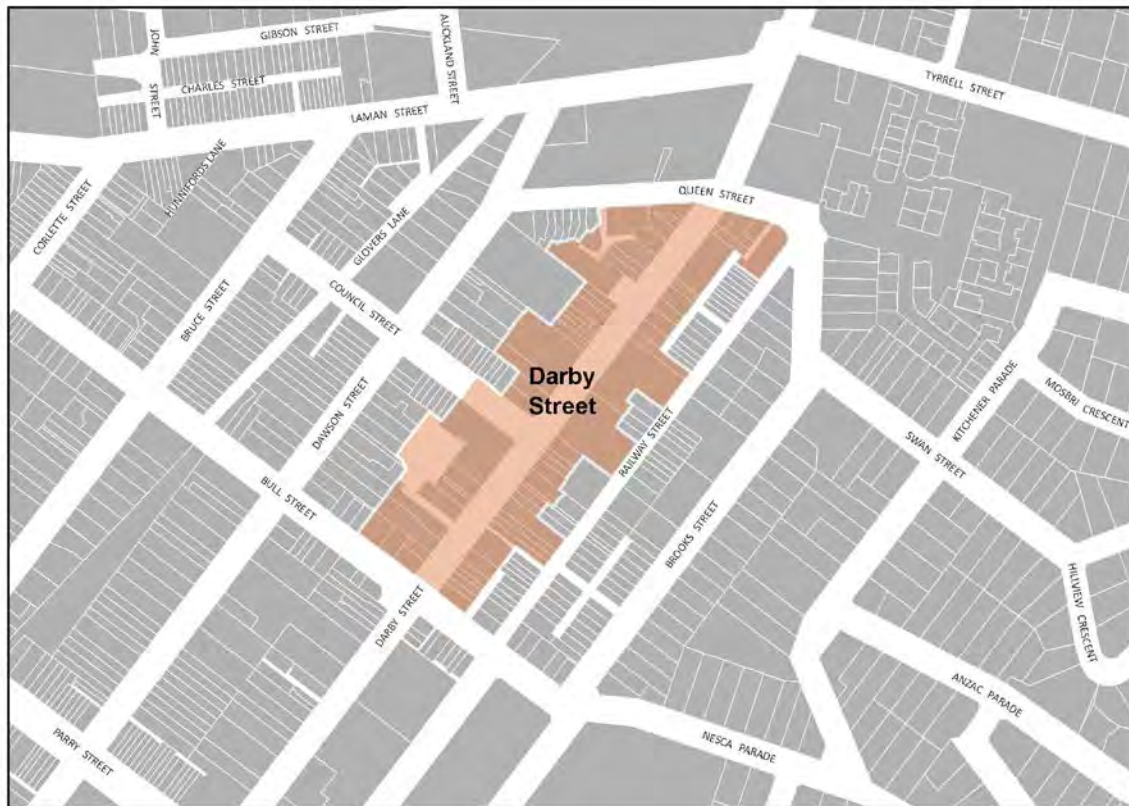 JOHN STREET
GIBSON STREET
AUCKLAND STREET
CHARLES STREET
LAMAN STREET
TYRRELL STREET
HUNNIFORDS LANE
CORLETTE STREET
GLOVERS LANE
QUEEN STREET
BRUCE STREET
COUNCIL STREET
Darby
Street
DAWSON STREET
KITCHENER PARADE
MOSBRI CRESCENT
RAILWAY STREET
SWAN STREET
BULL STREET
BROOKS STREET
HILLVIEW CRESCENT
DARBY STREET
ANZAC PARADE
PARRY STREET
NESCA PARADE